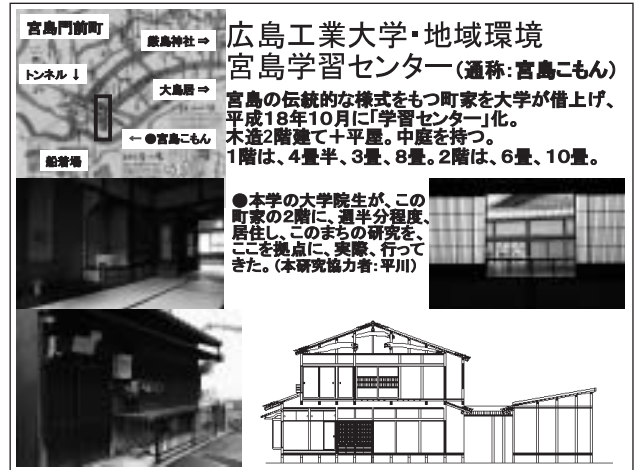 宮島門前町
厳島神社 ⇒
トンネル ↓
大鳥居 ⇒
← ●宮島こもん
船着場
広島工業大学・地域環境
宮島学習センター(通称:宮島こもん)
宮島の伝統的な様式をもつ町家を大学が借上げ、
平成18年10月に「学習センター」化。
木造2階建て+平屋。中庭を持つ。
1階は、4畳半、3畳、8畳。2階は、6畳、10畳。
●本学の大学院生が、この
町家の2階に、週半分程度、
居住し、このまちの研究を、
ここを拠点に、実際、行って
きた。(本研究協力者:平川)